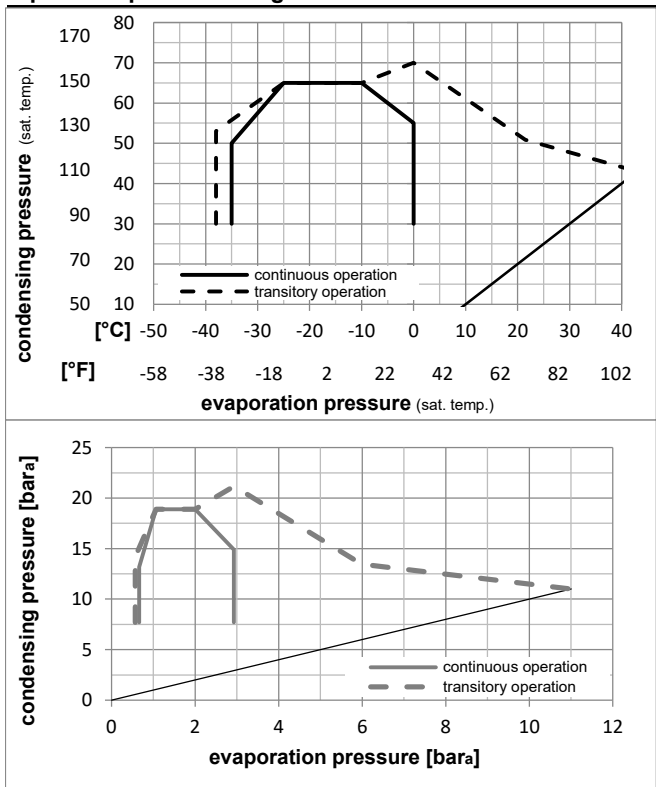 170 80
70
150 60
130 50
110 40
90 30
70 20
50 10
condensing pressure (sat. temp.)
continuous operation
transitory operation
[°C] -50 -40 -30 -20 -10 0 10 20 30 40
[°F] -58 -38 -18 2 22 42 62 82 102
evaporation pressure (sat. temp.)
25
20
15
10
5
0
condensing pressure [bara]
continuous operation
transitory operation
0 2 4 6 8 10 12
evaporation pressure [bara]